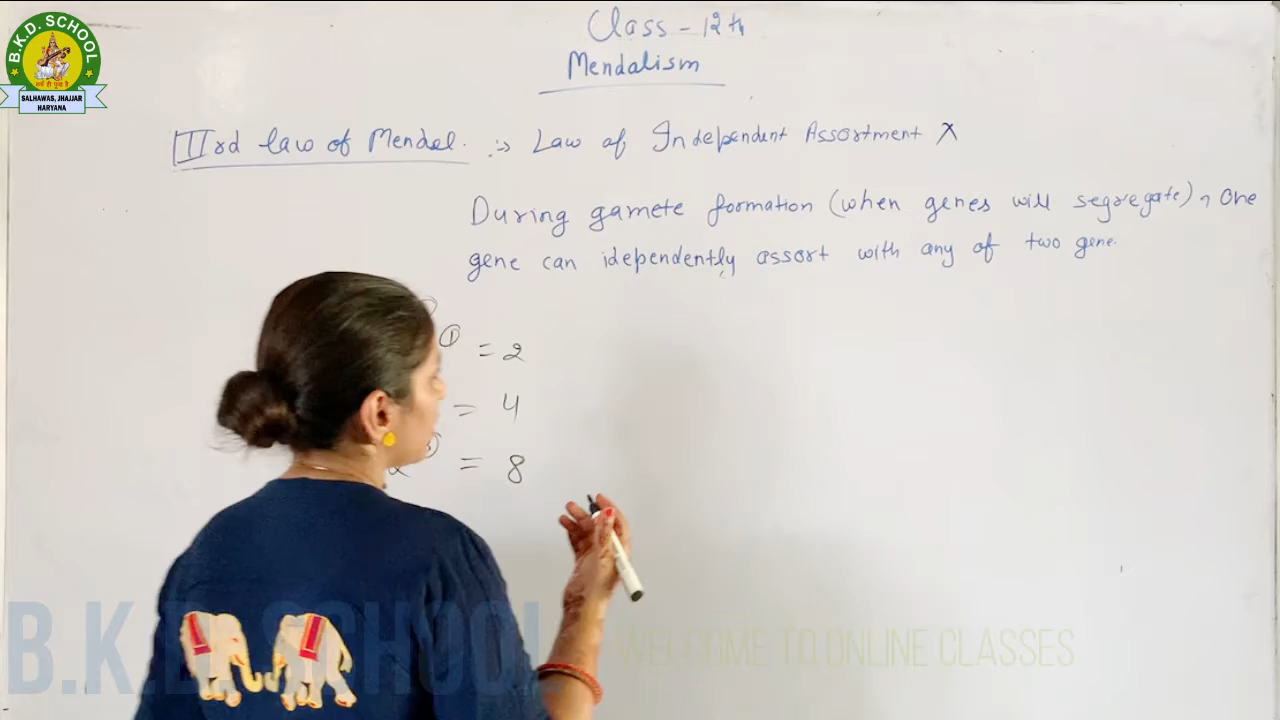 B.K.D. SCHOOL
SALHAWAS, JHAJJAR
HARYANA
Class - 12th
Mendalism
IIIrd law of Mendel. :-> Law of Independent Assortment X
During gamete formation (when genes will segregate), One
gene can idependently assort with any of two gene.
① = 2
= 4
2 = 8
B.K.D. SCHOOL
WELCOME TO ONLINE CLASSES